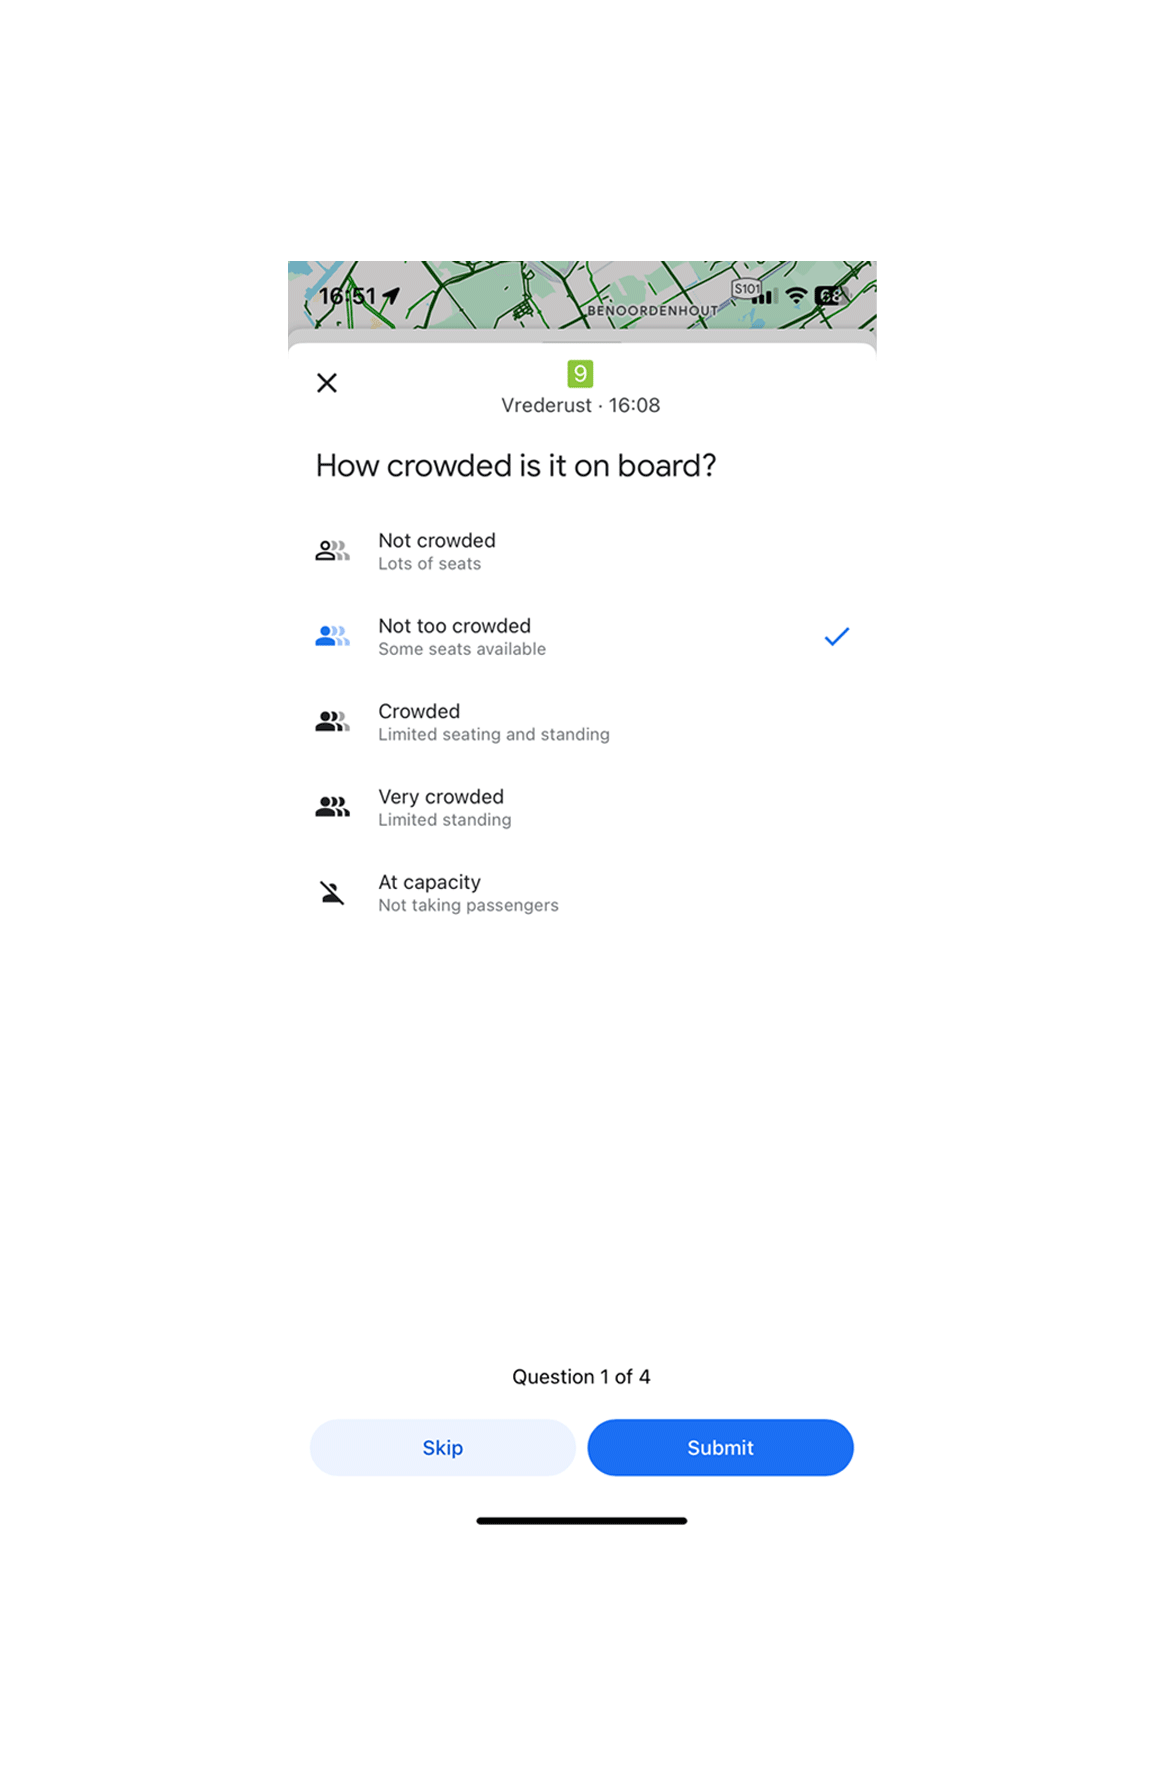 16:51
S101
68
BENOORDENHOUT
9
Vrederust · 16:08
How crowded is it on board?
Not crowded
Lots of seats
Not too crowded
Some seats available
Crowded
Limited seating and standing
Very crowded
Limited standing
At capacity
Not taking passengers
Question 1 of 4
Skip
Submit